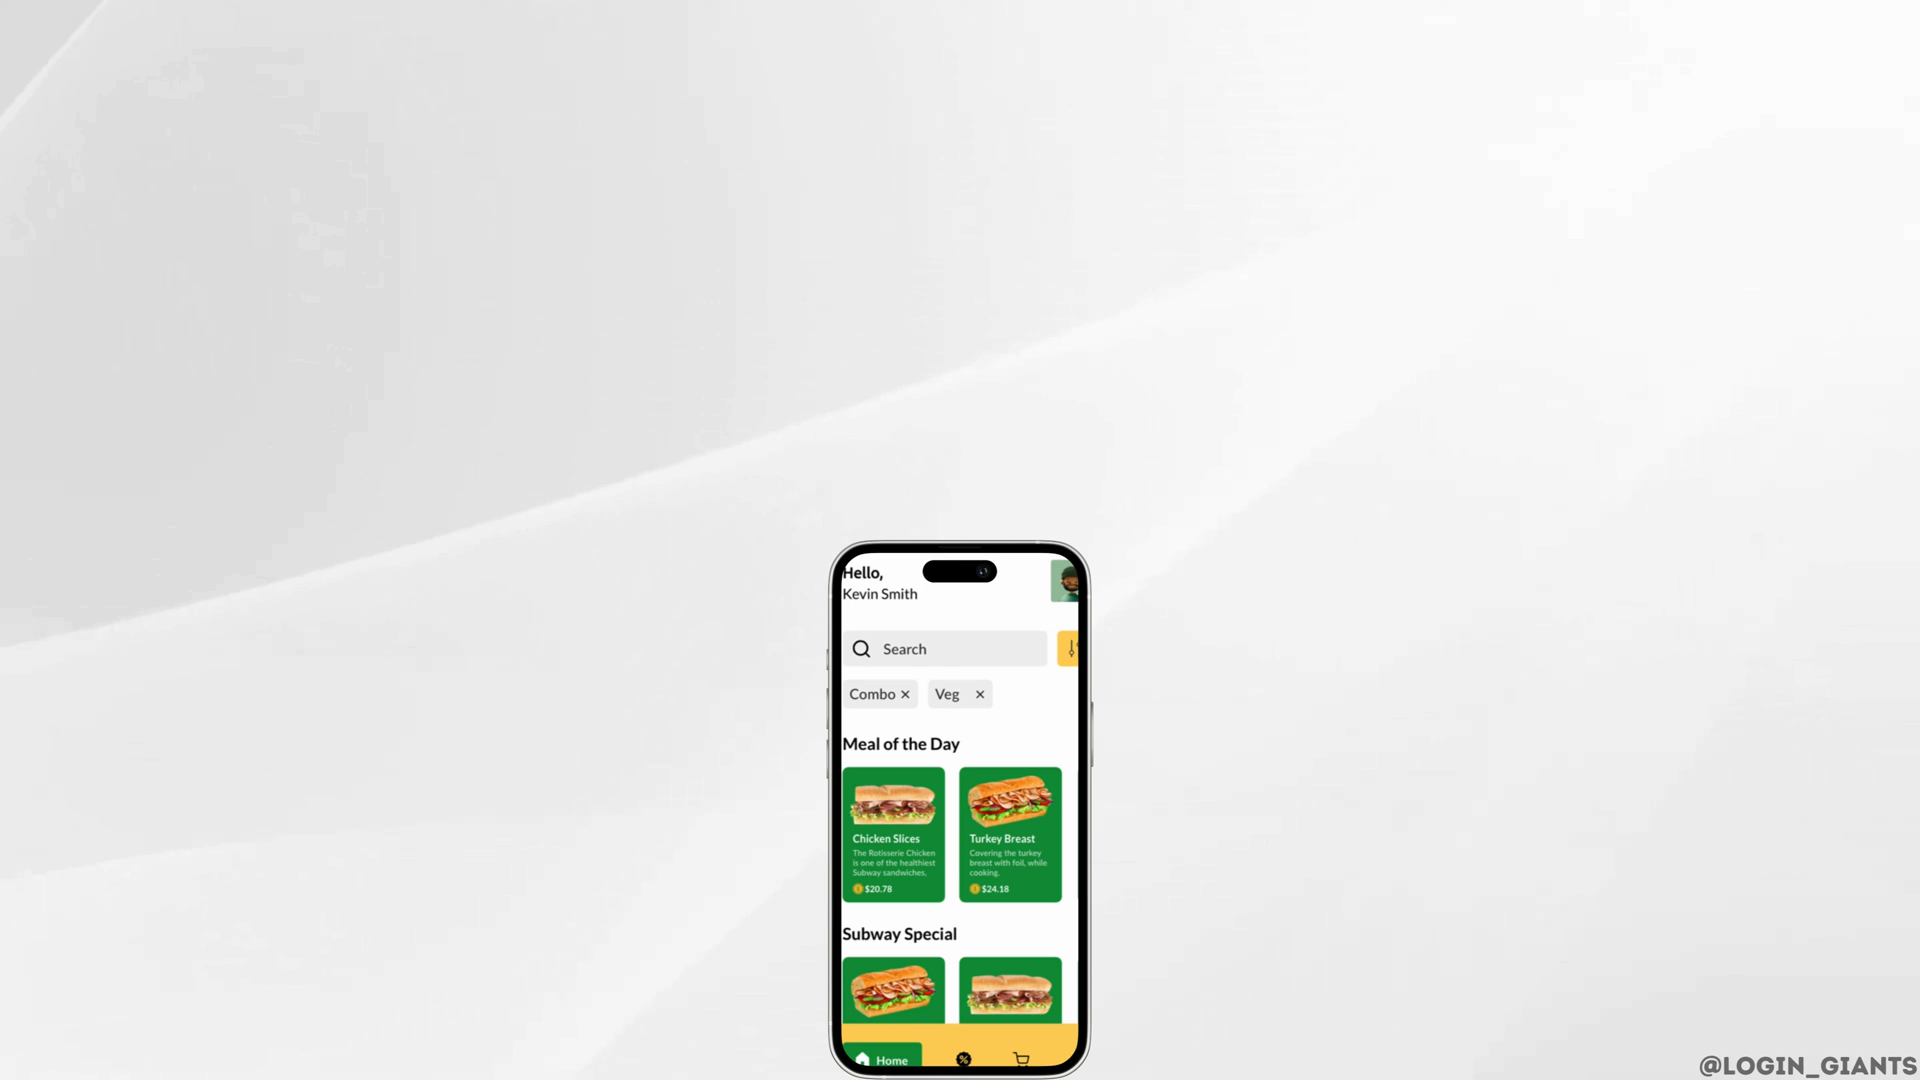 Hello,
Kevin Smith
Search
Combo ×
Veg ×
Meal of the Day
Chicken Slices
The Rotisserie Chicken
is one of the healthiest
Subway sandwiches,
$20.78
Turkey Breast
Covering the turkey
breast with foil, while
cooking.
$24.18
Subway Special
Home
@LOGIN_GIANTS